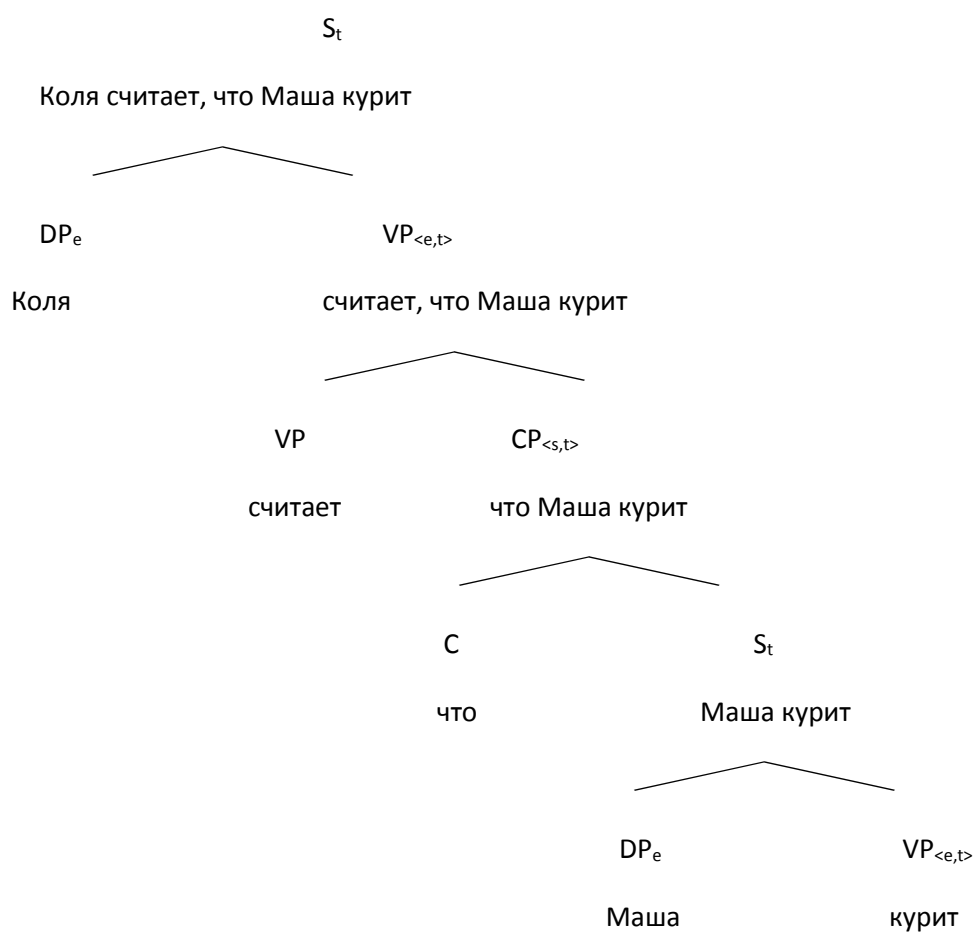 S_t
Коля считает, что Маша курит
DP_e VP_<e,t>
Коля считает, что Маша курит
VP CP_<s,t>
считает что Маша курит
C S_t
что Маша курит
DP_e VP_<e,t>
Маша курит